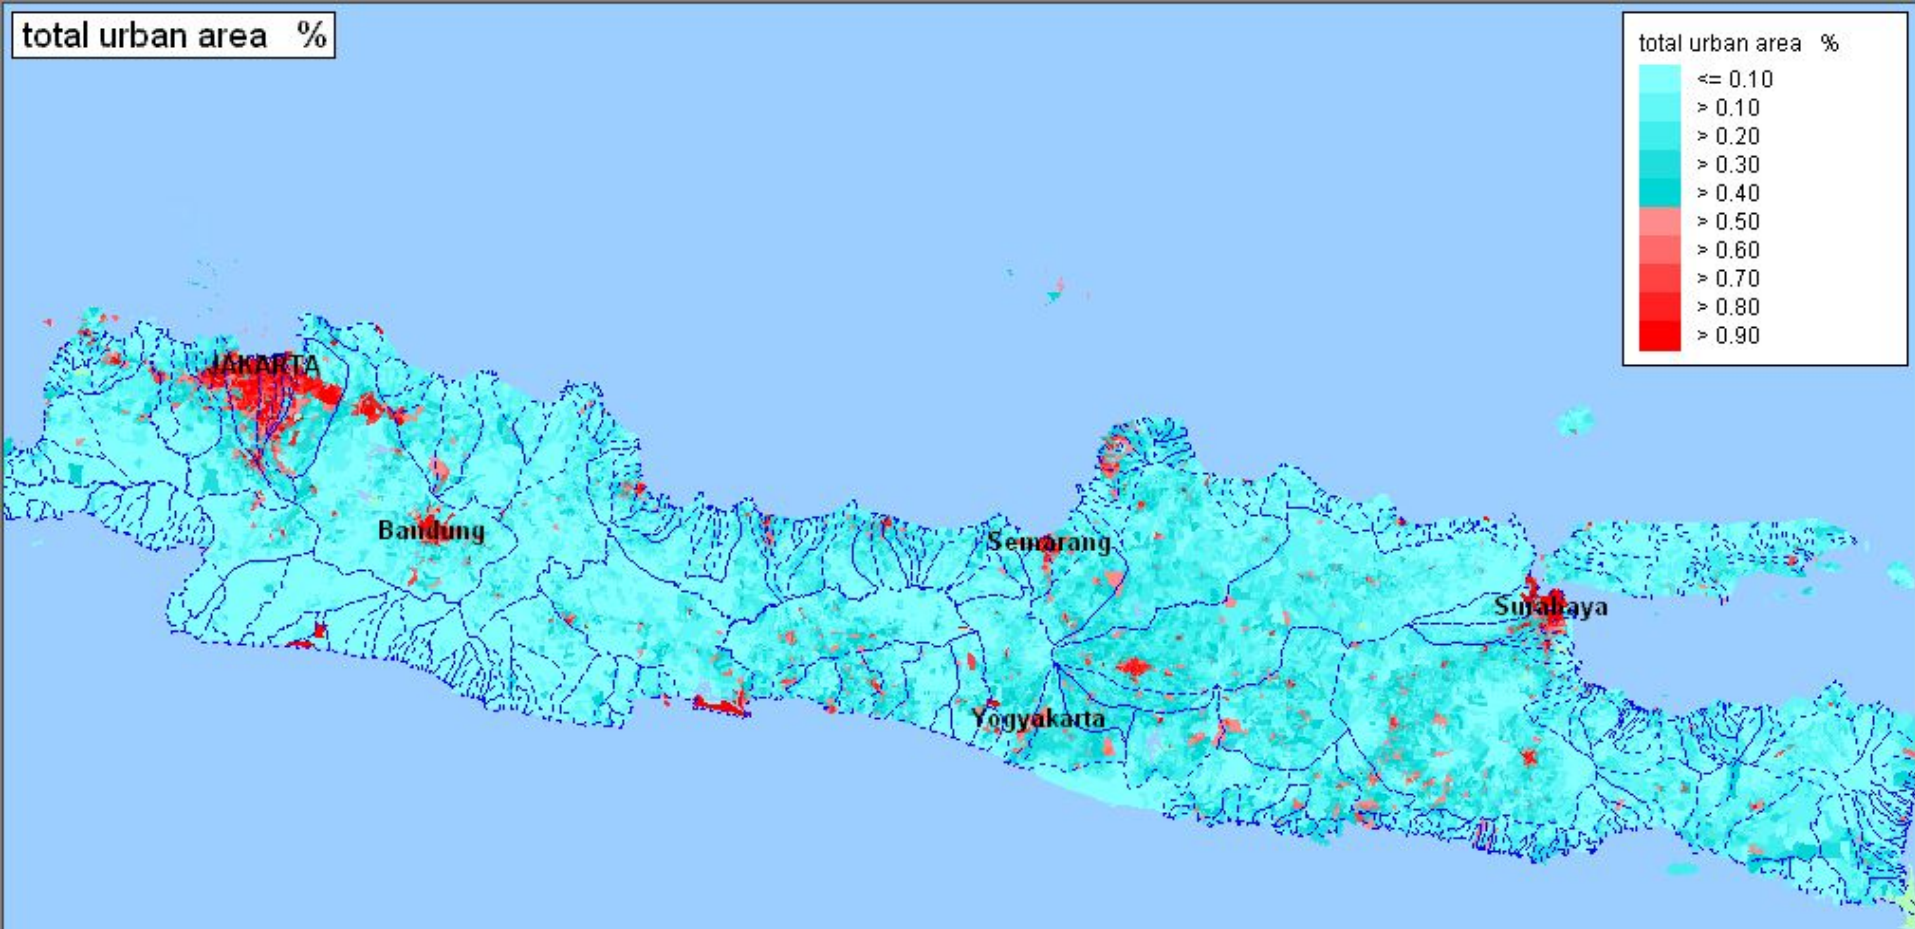 total urban area %
total urban area %
<= 0.10
> 0.10
> 0.20
> 0.30
> 0.40
> 0.50
> 0.60
> 0.70
> 0.80
> 0.90
JAKARTA
Bandung
Semarang
Surabaya
Yogyakarta